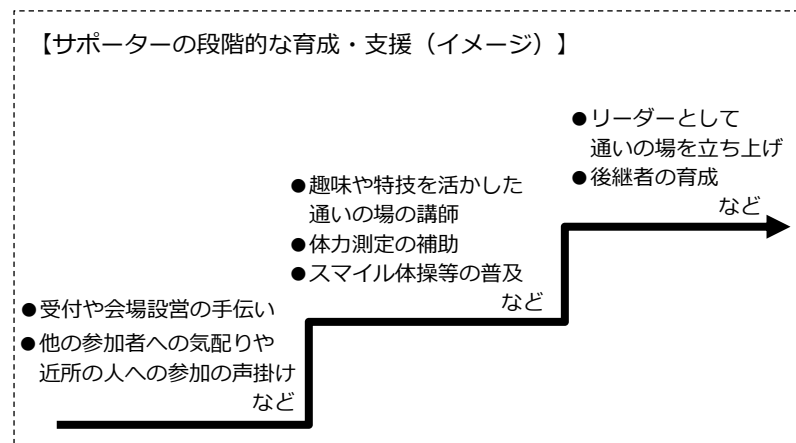 【サポーターの段階的な育成・支援（イメージ）】
●受付や会場設営の手伝い
●他の参加者への気配りや
近所の人への参加の声掛け
など
●趣味や特技を活かした
通いの場の講師
●体力測定の補助
●スマイル体操等の普及
など
●リーダーとして
通いの場を立ち上げ
●後継者の育成
など